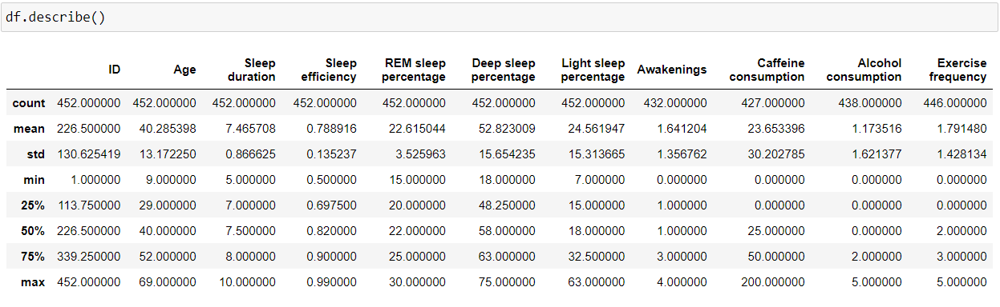 df.describe()
ID Age Sleep duration Sleep efficiency REM sleep percentage Deep sleep percentage Light sleep percentage Awakenings Caffeine consumption Alcohol consumption Exercise frequency
count 452.000000 452.000000 452.000000 452.000000 452.000000 452.000000 452.000000 432.000000 427.000000 438.000000 446.000000
mean 226.500000 40.285398 7.465708 0.788916 22.615044 52.823009 24.561947 1.641204 23.653396 1.173516 1.791480
std 130.625419 13.172250 0.866625 0.135237 3.525963 15.654235 15.313665 1.356762 30.202785 1.621377 1.428134
min 1.000000 9.000000 5.000000 0.500000 15.000000 18.000000 7.000000 0.000000 0.000000 0.000000 0.000000
25% 113.750000 29.000000 7.000000 0.697500 20.000000 48.250000 15.000000 1.000000 0.000000 0.000000 0.000000
50% 226.500000 40.000000 7.500000 0.820000 22.000000 58.000000 18.000000 1.000000 25.000000 0.000000 2.000000
75% 339.250000 52.000000 8.000000 0.900000 25.000000 63.000000 32.500000 3.000000 50.000000 2.000000 3.000000
max 452.000000 69.000000 10.000000 0.990000 30.000000 75.000000 63.000000 4.000000 200.000000 5.000000 5.000000